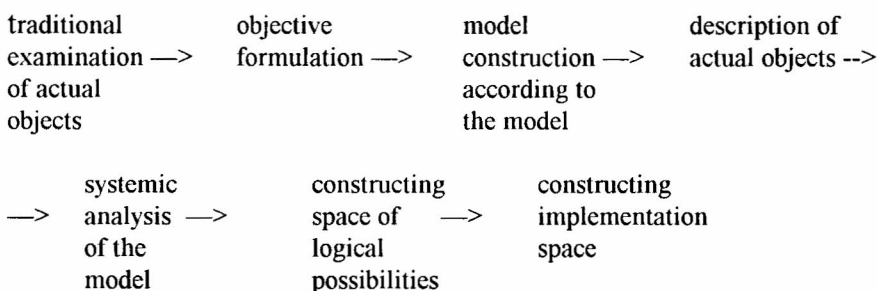 traditional objective model description of
examination —> formulation —> construction —> actual objects -->
of actual according to
objects the model
systemic constructing constructing
—> analysis —> space of —> implementation
of the logical space
model possibilities